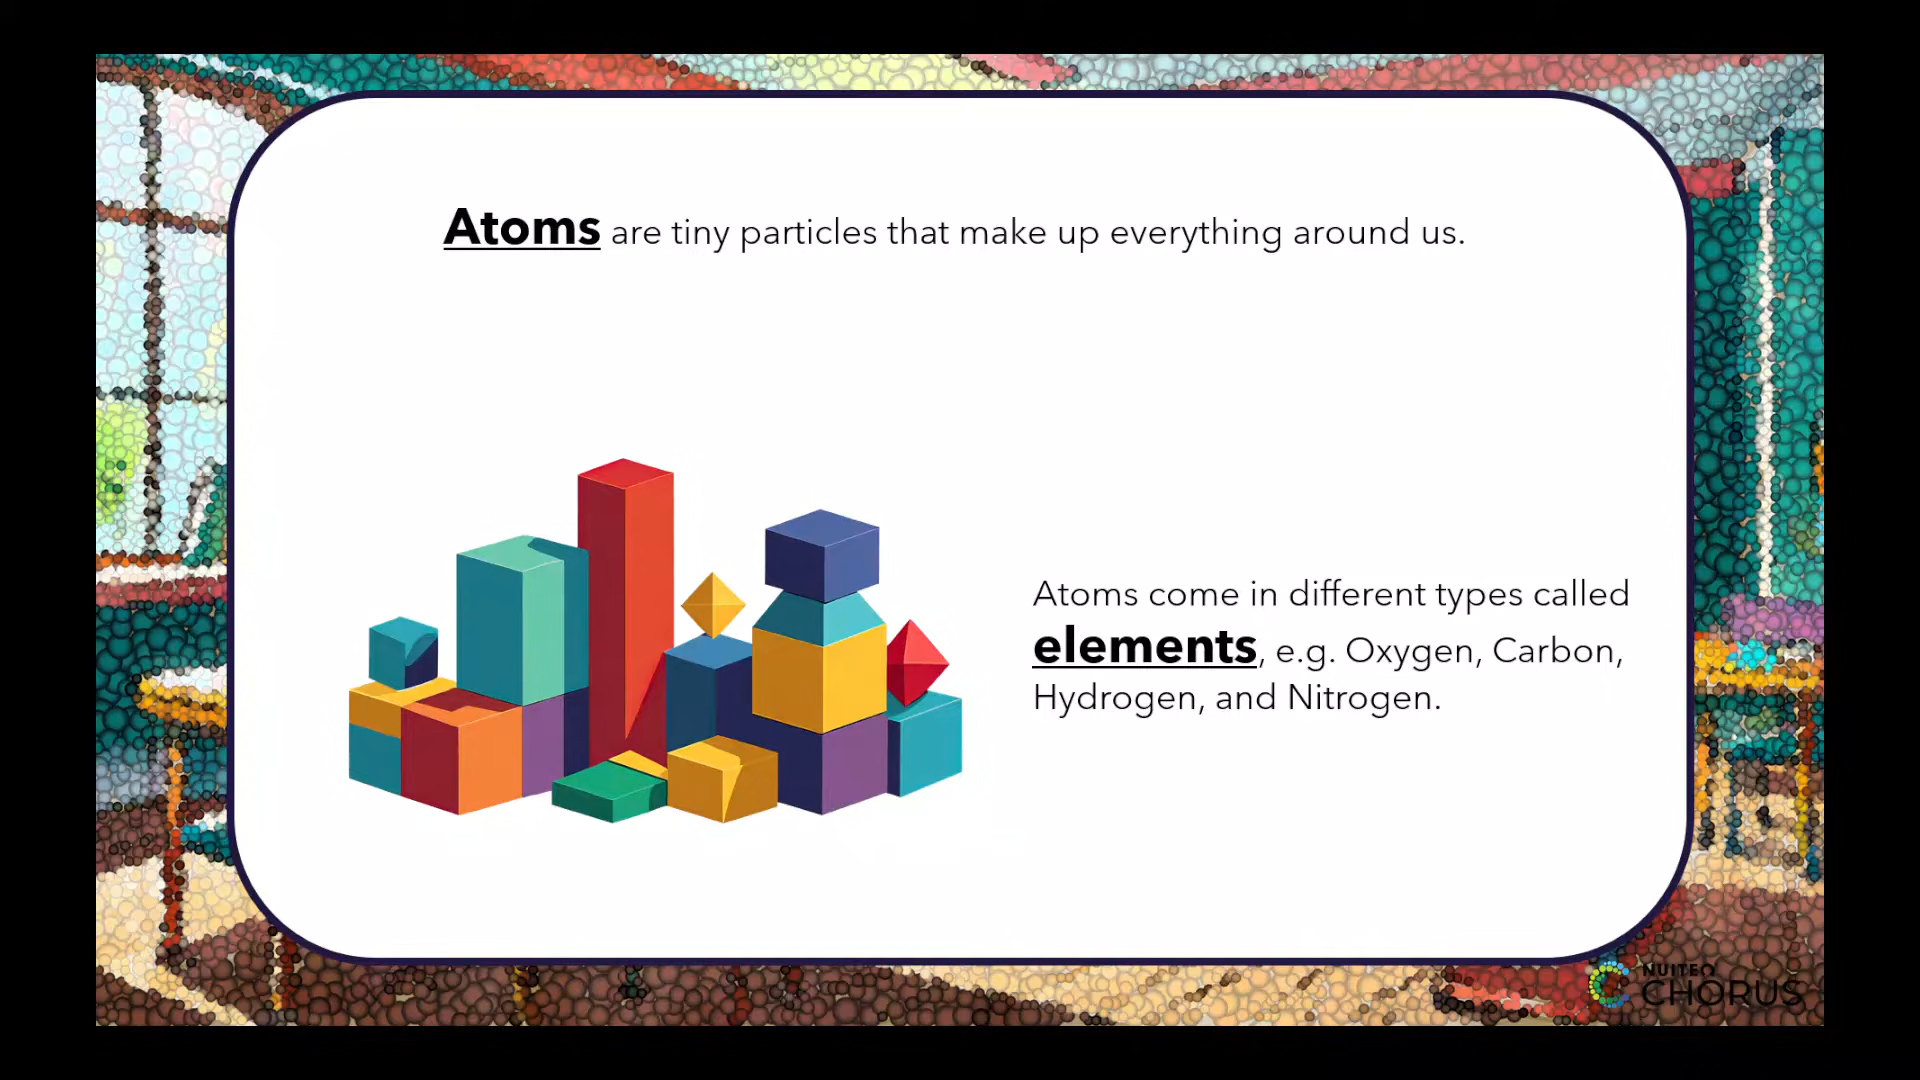 Atoms are tiny particles that make up everything around us.
Atoms come in different types called
elements, e.g. Oxygen, Carbon,
Hydrogen, and Nitrogen.
NUITEQ
CHORUS